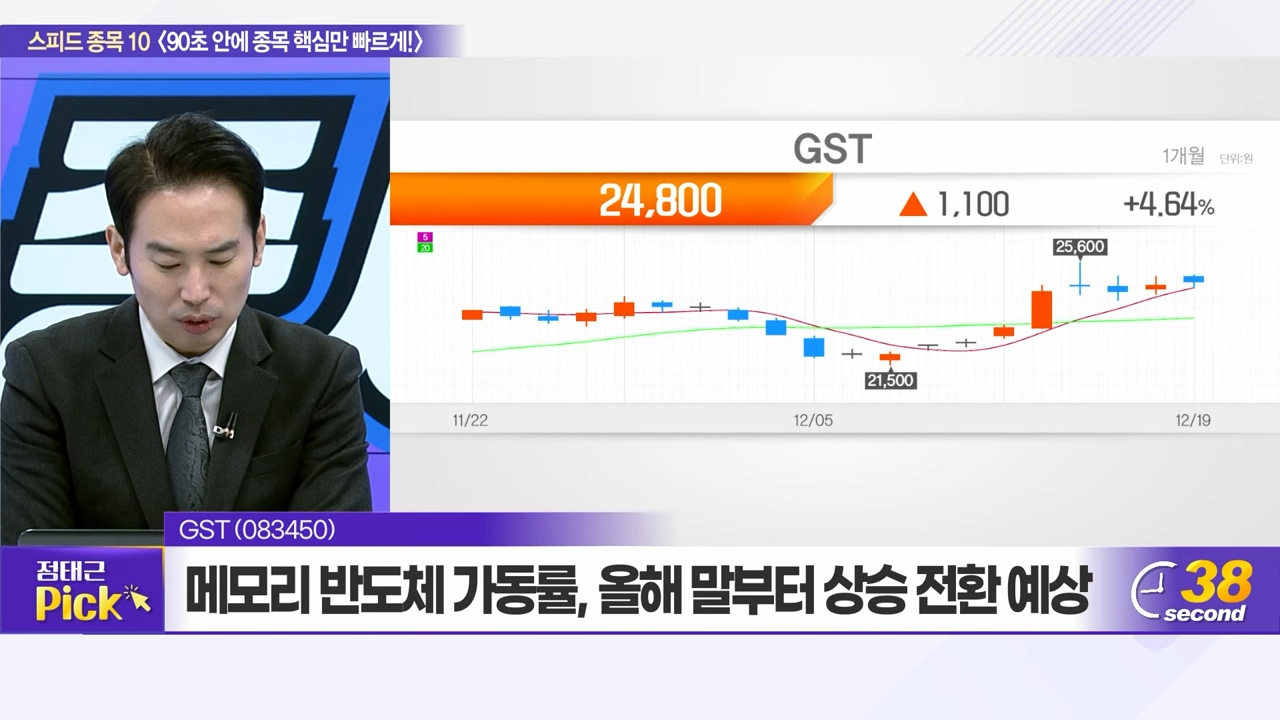 스피드 종목 10 〈90초 안에 종목 핵심만 빠르게!〉
GST
1개월 단위:원
24,800 ▲ 1,100 +4.64%
5
20
25,600
21,500
11/22 12/05 12/19
GST (083450)
정태근
Pick
메모리 반도체 가동률, 올해 말부터 상승 전환 예상
38
second